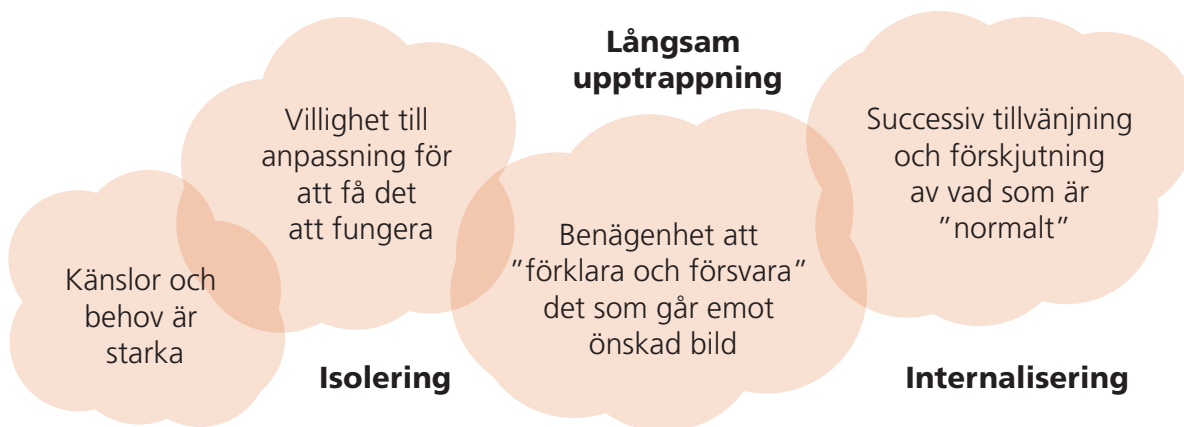 Känslor och
behov är
starka
Villighet till
anpassning för
att få det
att fungera
Isolering
Långsam
upptrappning
Benägenhet att
”förklara och försvara”
det som går emot
önskad bild
Successiv tillvänjning
och förskjutning
av vad som är
”normalt”
Internalisering